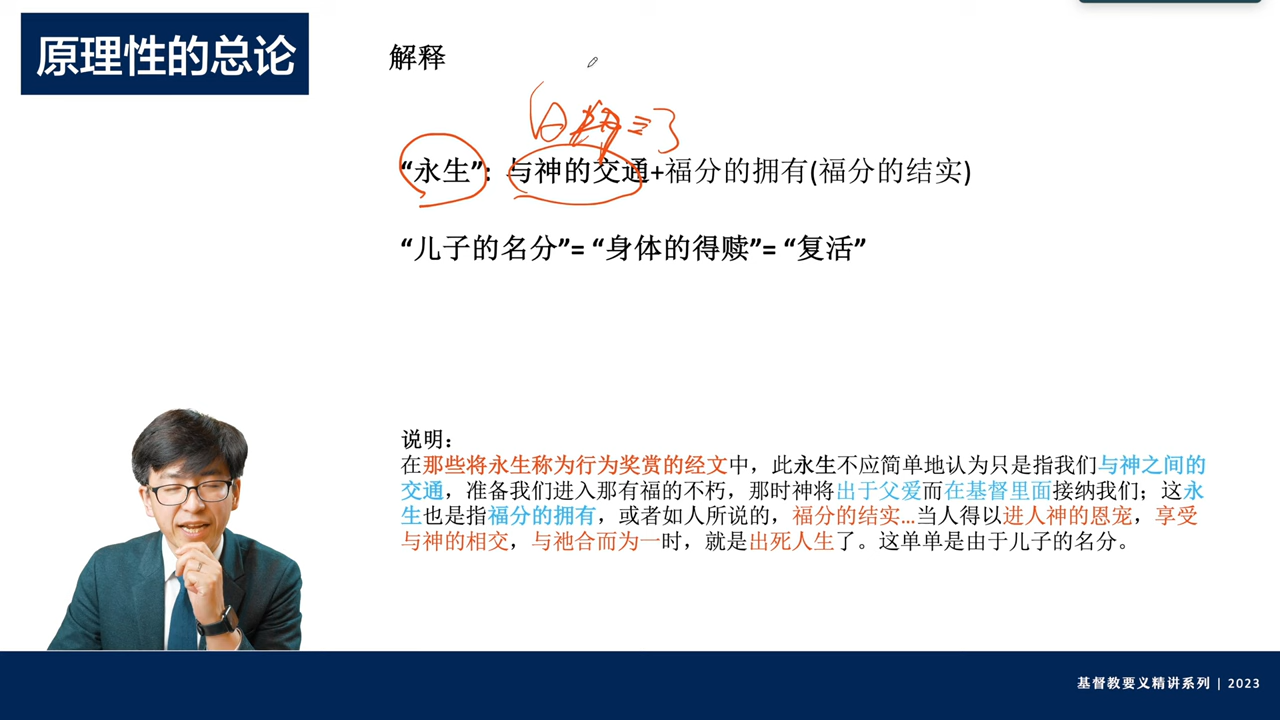 原理性的总论
解释
“永生”：与神的交通+福分的拥有(福分的结实)
“儿子的名分”= “身体的得赎”= “复活”
说明：
在那些将永生称为行为奖赏的经文中，此永生不应简单地认为只是指我们与神之间的
交通，准备我们进入那有福的不朽，那时神将出于父爱而在基督里面接纳我们；这永
生也是指福分的拥有，或者如人所说的，福分的结实…当人得以进人神的恩宠，享受
与神的相交，与祂合而为一时，就是出死人生了。这单单是由于儿子的名分。
基督教要义精讲系列 | 2023